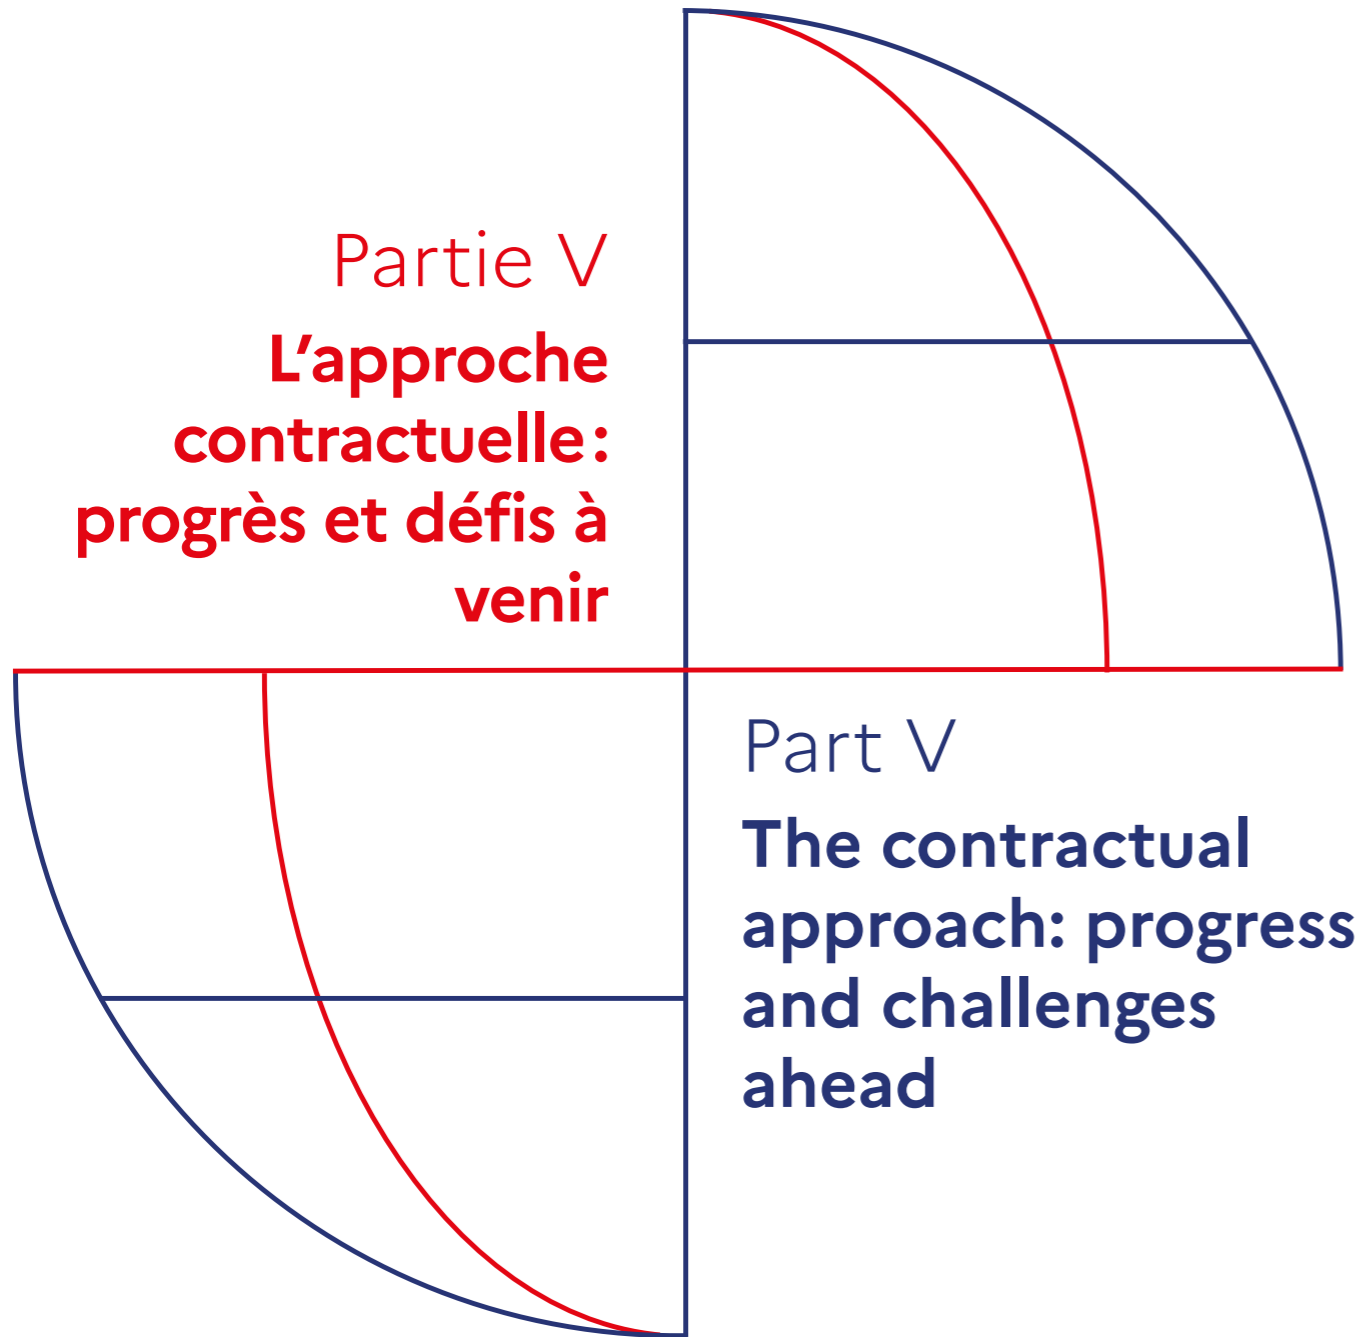 Partie V
L’approche
contractuelle :
progrès et défis à
venir
Part V
The contractual
approach: progress
and challenges
ahead